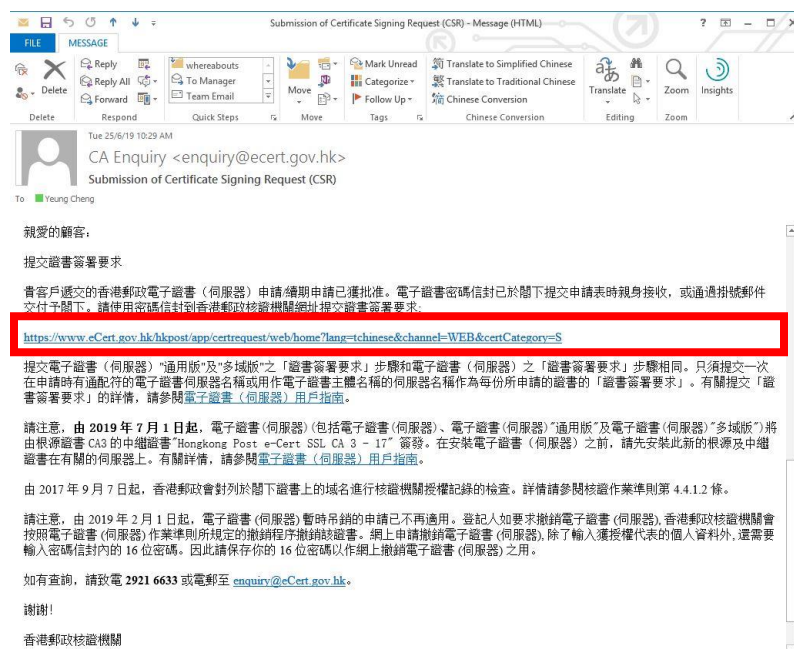 Submission of Certificate Signing Request (CSR) - Message (HTML)
FILE MESSAGE
Delete
Reply
Reply All
Forward
whereabouts
To Manager
Team Email
Move
Mark Unread
Categorize
Follow Up
Translate to Simplified Chinese
Translate to Traditional Chinese
Chinese Conversion
Translate
Zoom
Insights
Delete Respond Quick Steps Move Tags Chinese Conversion Editing Zoom
Tue 25/6/19 10:29 AM
CA Enquiry <enquiry@ecert.gov.hk>
Submission of Certificate Signing Request (CSR)
To Yeung Cheng
親愛的顧客:
提交證書簽署要求
貴客戶遞交的香港郵政電子證書（伺服器）申請/續期申請已獲批准。電子證書密碼信封已於閣下提交申請表時親身接收，或通過掛號郵件
交付予閣下。請使用密碼信封到香港郵政核證機關網址提交證書簽署要求:
https://www.eCert.gov.hk/hkpost/app/certrequest/web/home?lang=tchinese&channel=WEB&certCategory=S
提交電子證書（伺服器）"通用版"及"多域版"之「證書簽署要求」步驟和電子證書（伺服器）之「證書簽署要求」步驟相同。只須提交一次
在申請時有通配符的電子證書伺服器名稱或用作電子證書主體名稱的伺服器名稱作為每份所申請的證書的「證書簽署要求」。有關提交「證
書簽署要求」的詳情，請參閱電子證書（伺服器）用戶指南。
請注意，由 2019 年 7 月 1 日起，電子證書(伺服器)(包括電子證書(伺服器)、電子證書(伺服器)"通用版"及電子證書(伺服器)"多域版")將
由根源證書 CA3 的中繼證書"Hongkong Post e-Cert SSL CA 3 - 17" 簽發。在安裝電子證書（伺服器）之前，請先安裝此新的根源及中繼
證書在有關的伺服器上。有關詳情，請參閱電子證書（伺服器）用戶指南。
由 2017 年 9 月 7 日起，香港郵政會對列於閣下證書上的域名進行核證機關授權記錄的檢查。詳情請參閱核證作業準則第 4.4.1.2 條。
請注意，由 2019 年 2 月 1 日起，電子證書 (伺服器) 暫時吊銷的申請已不再適用。登記人如要求撤銷電子證書 (伺服器), 香港郵政核證機關會
按照電子證書 (伺服器) 作業準則所規定的撤銷程序撤銷該證書。網上申請撤銷電子證書 (伺服器), 除了輸入獲授權代表的個人資料外, 還需要
輸入密碼信封內的 16 位密碼。因此請保存你的 16 位密碼以作網上撤銷電子證書 (伺服器) 之用。
如有查詢，請致電 2921 6633 或電郵至 enquiry@eCert.gov.hk。
謝謝!
香港郵政核證機關